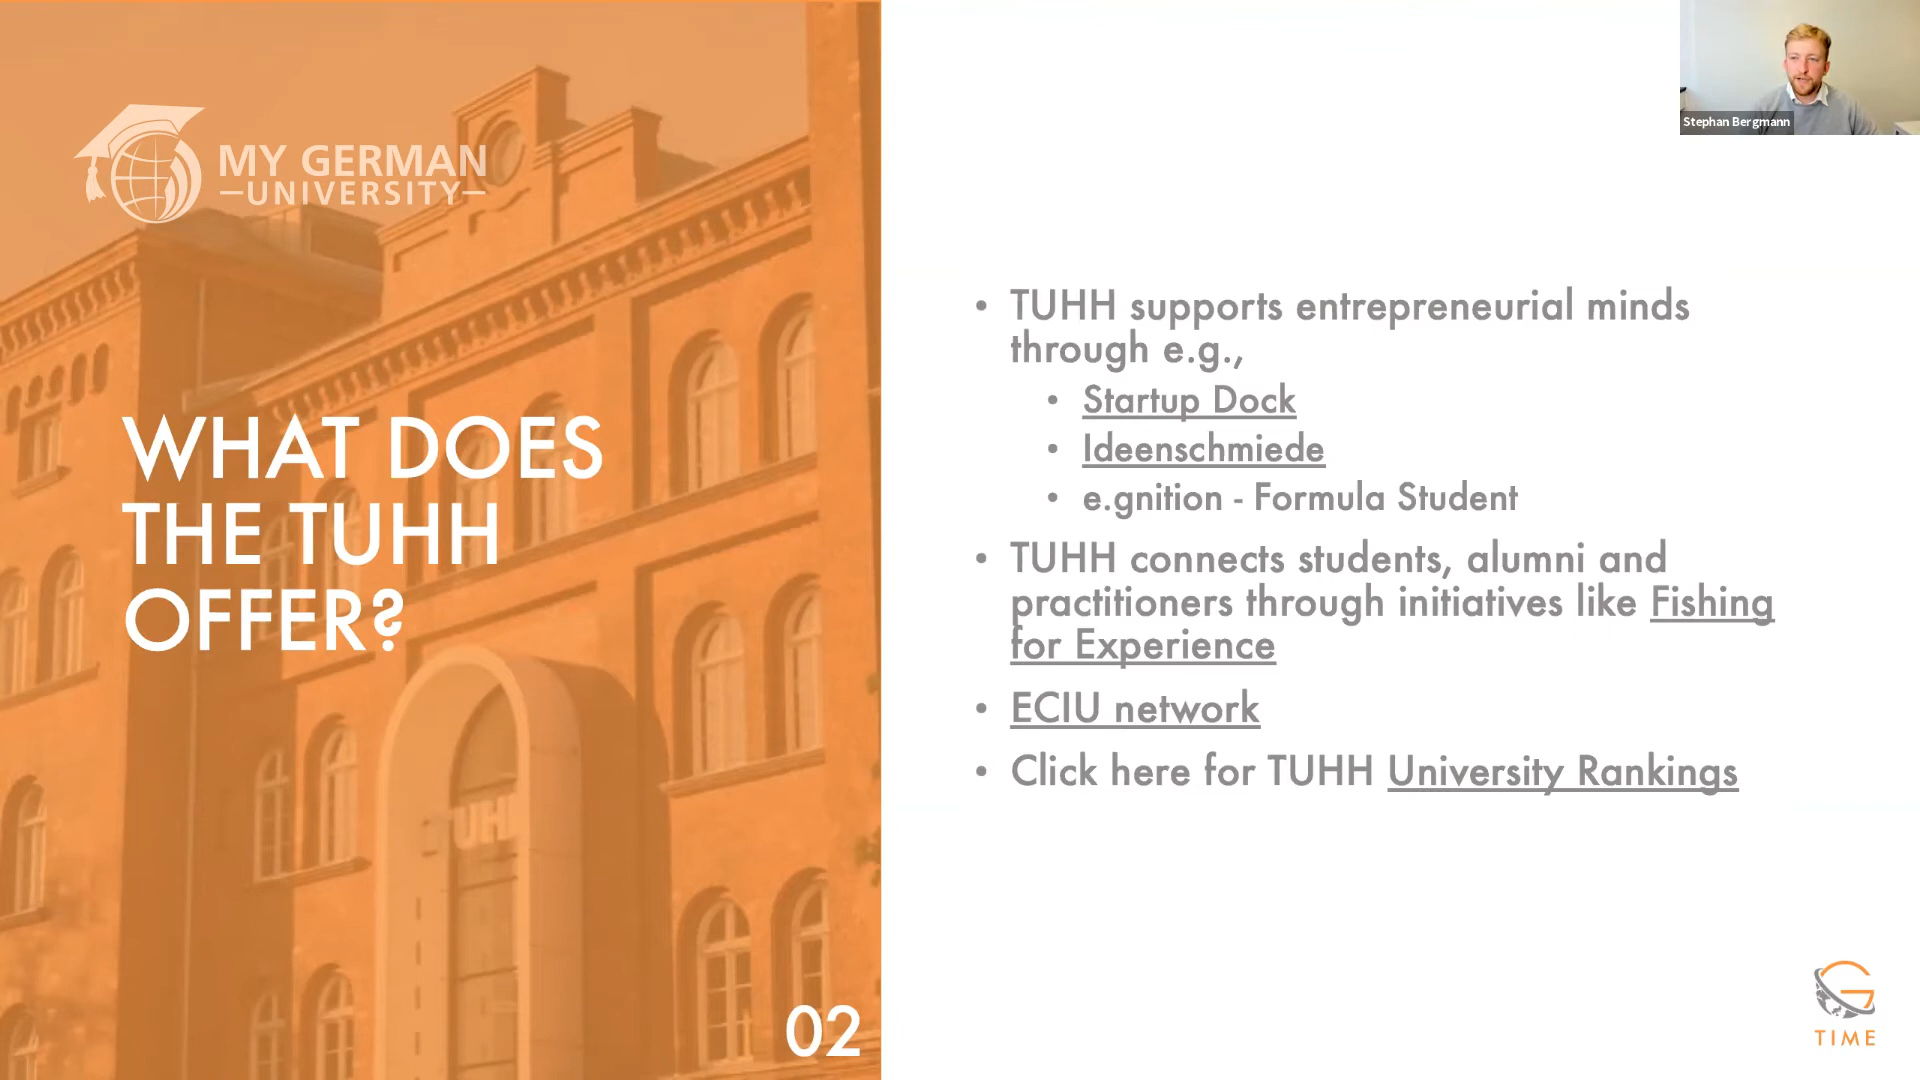 Stephan Bergmann
MY GERMAN
UNIVERSITY
WHAT DOES
THE TUHH
OFFER?
02
• TUHH supports entrepreneurial minds
through e.g.,
• Startup Dock
• Ideenschmiede
• e.gnition - Formula Student
• TUHH connects students, alumni and
practitioners through initiatives like Fishing
for Experience
• ECIU network
• Click here for TUHH University Rankings
TIME